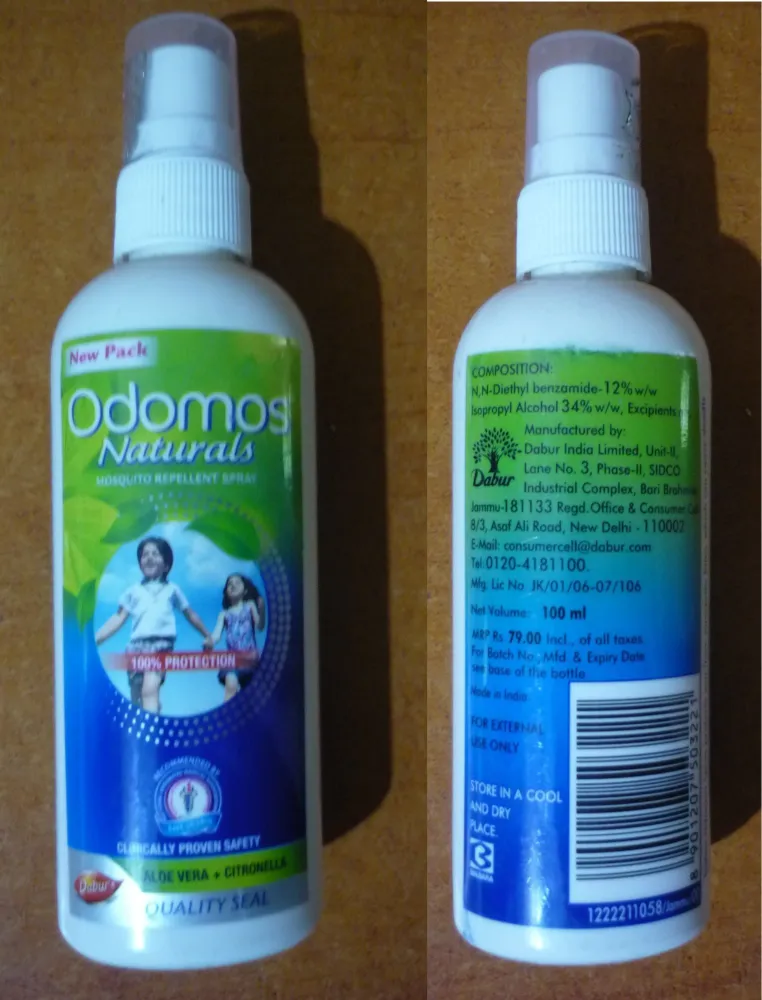 New Pack
Odomos
Naturals
MOSQUITO REPELLENT SPRAY
100% PROTECTION
RECOMMENDED BY
CLINICALLY PROVEN SAFETY
ALOE VERA + CITRONELLA
Dabur's
QUALITY SEAL
COMPOSITION:
N,N-Diethyl benzamide-12% w/w
Isopropyl Alcohol 34% w/w, Excipients
Manufactured by:
Dabur India Limited, Unit-II,
Lane No. 3, Phase-II, SIDCO
Industrial Complex, Bari
Dabur
Jammu-181133 Regd. Office & Consumer
8/3, Asaf Ali Road, New Delhi - 110002
E-Mail: consumercell@dabur.com
Tel:0120-4181100.
Mfg. Lic No. JK/01/06-07/106
Net Volume: 100 ml
MRP Rs. 79.00 Incl., of all taxes
For Batch No., Mfd. & Expiry Date
see base of the bottle
Made in India
FOR EXTERNAL
USE ONLY
STORE IN A COOL
AND DRY
PLACE.
8 901207 503221
1222211058/Jammu